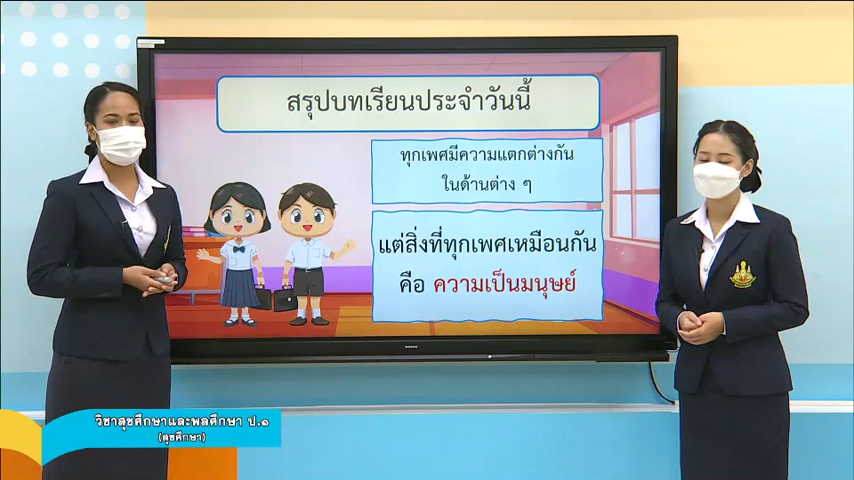 สรุปบทเรียนประจำวันนี้
ทุกเพศมีความแตกต่างกัน
ในด้านต่าง ๆ
แต่สิ่งที่ทุกเพศเหมือนกัน
คือ ความเป็นมนุษย์
วิชาสุขศึกษาและพลศึกษา ป.๑
(สุขศึกษา)